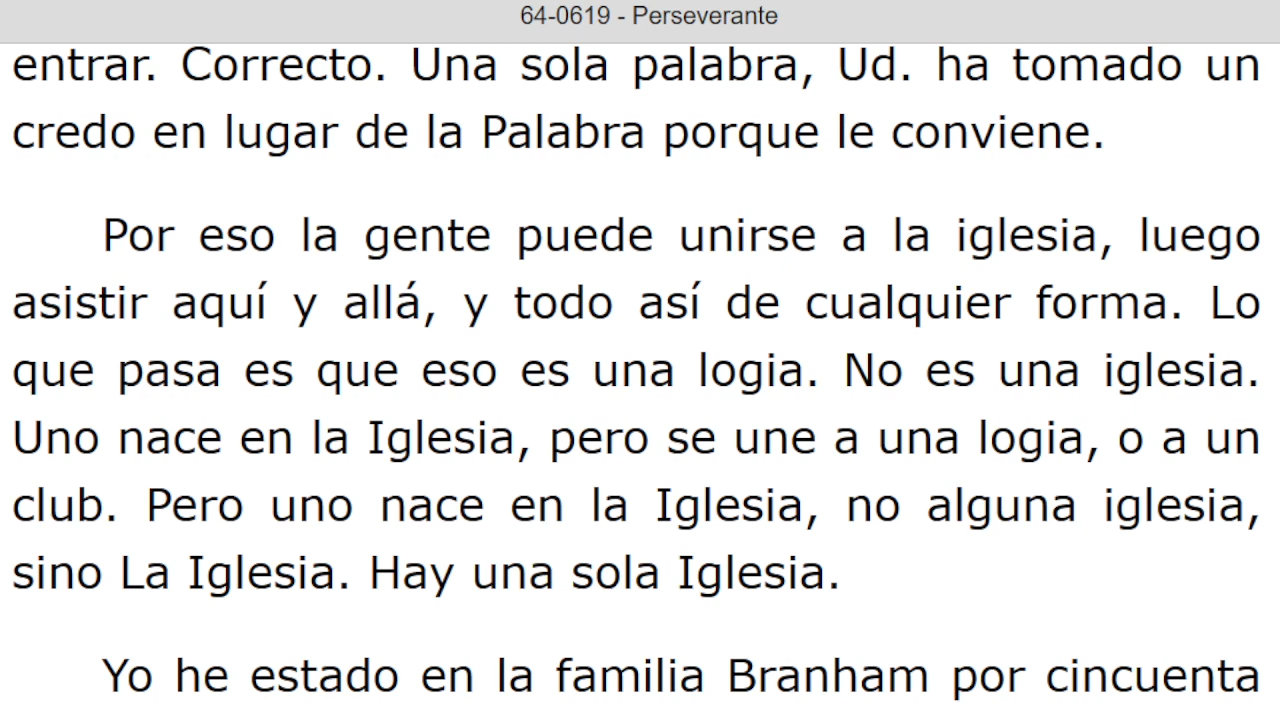 64-0619 - Perseverante
entrar. Correcto. Una sola palabra, Ud. ha tomado un
credo en lugar de la Palabra porque le conviene.
Por eso la gente puede unirse a la iglesia, luego
asistir aquí y allá, y todo así de cualquier forma. Lo
que pasa es que eso es una logia. No es una iglesia.
Uno nace en la Iglesia, pero se une a una logia, o a un
club. Pero uno nace en la Iglesia, no alguna iglesia,
sino La Iglesia. Hay una sola Iglesia.
Yo he estado en la familia Branham por cincuenta